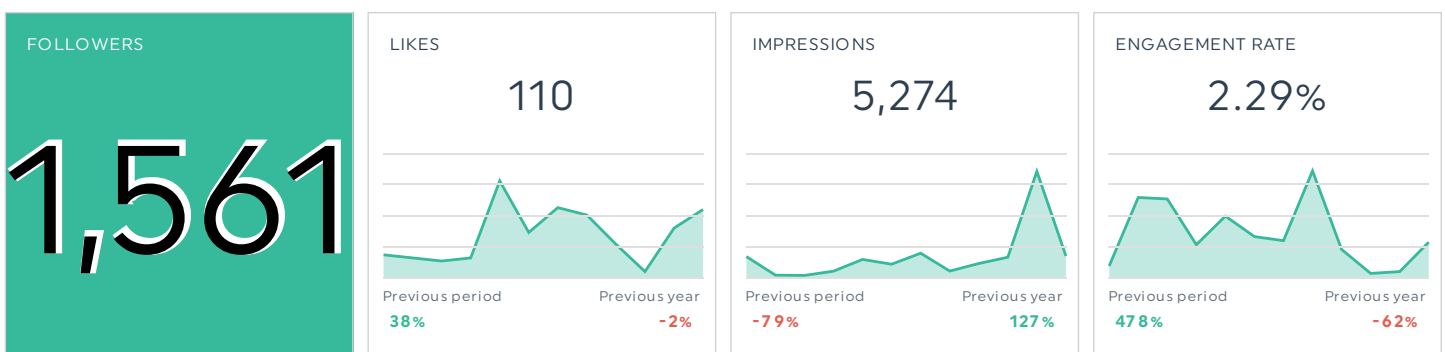 FOLLOWERS
1,561
LIKES
110
Previous period
Previous year
38%
-2%
IMPRESSIONS
5,274
Previous period
Previous year
-79%
127%
ENGAGEMENT RATE
2.29%
Previous period
Previous year
478%
-62%